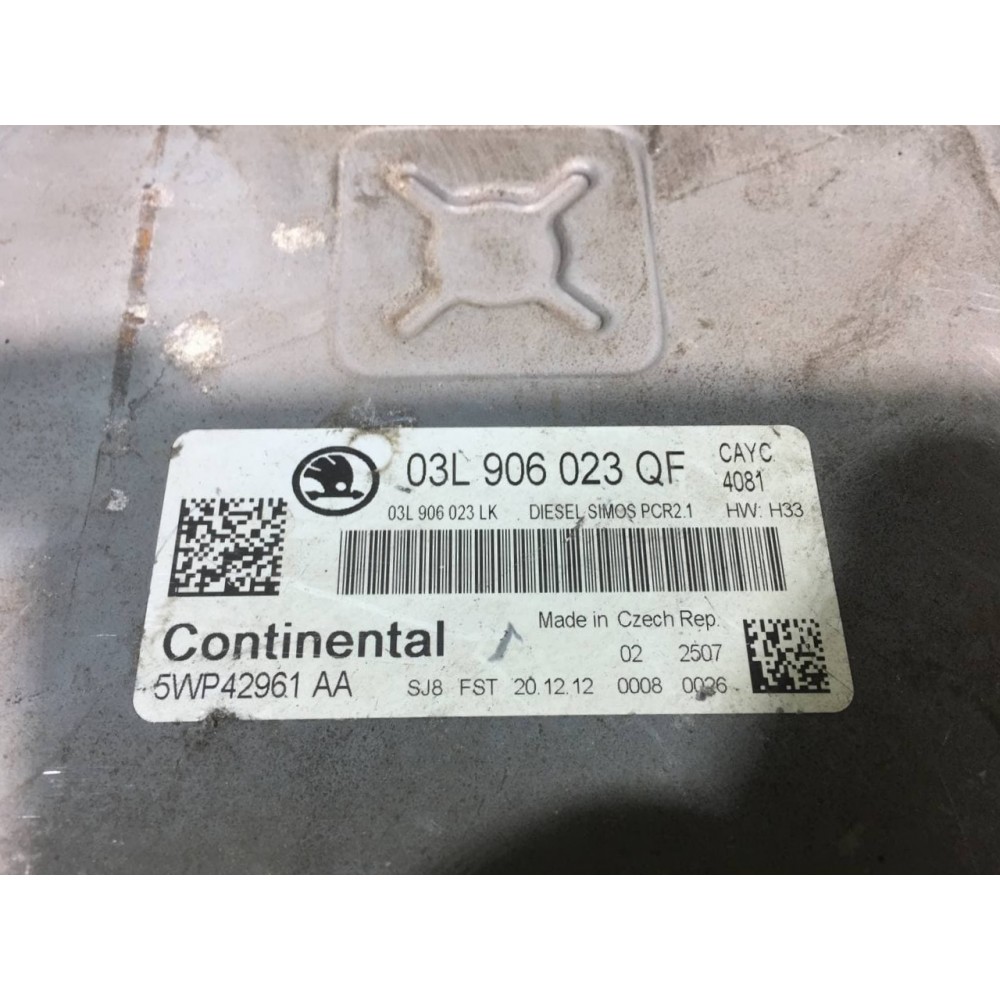 03L 906 023 QF
CAYC
4081
03L 906 023 LK DIESEL SIMOS PCR2.1 HW: H33
Made in Czech Rep.
Continental
02 2507
5WP42961 AA SJ8 FST 20.12.12 0008 0026